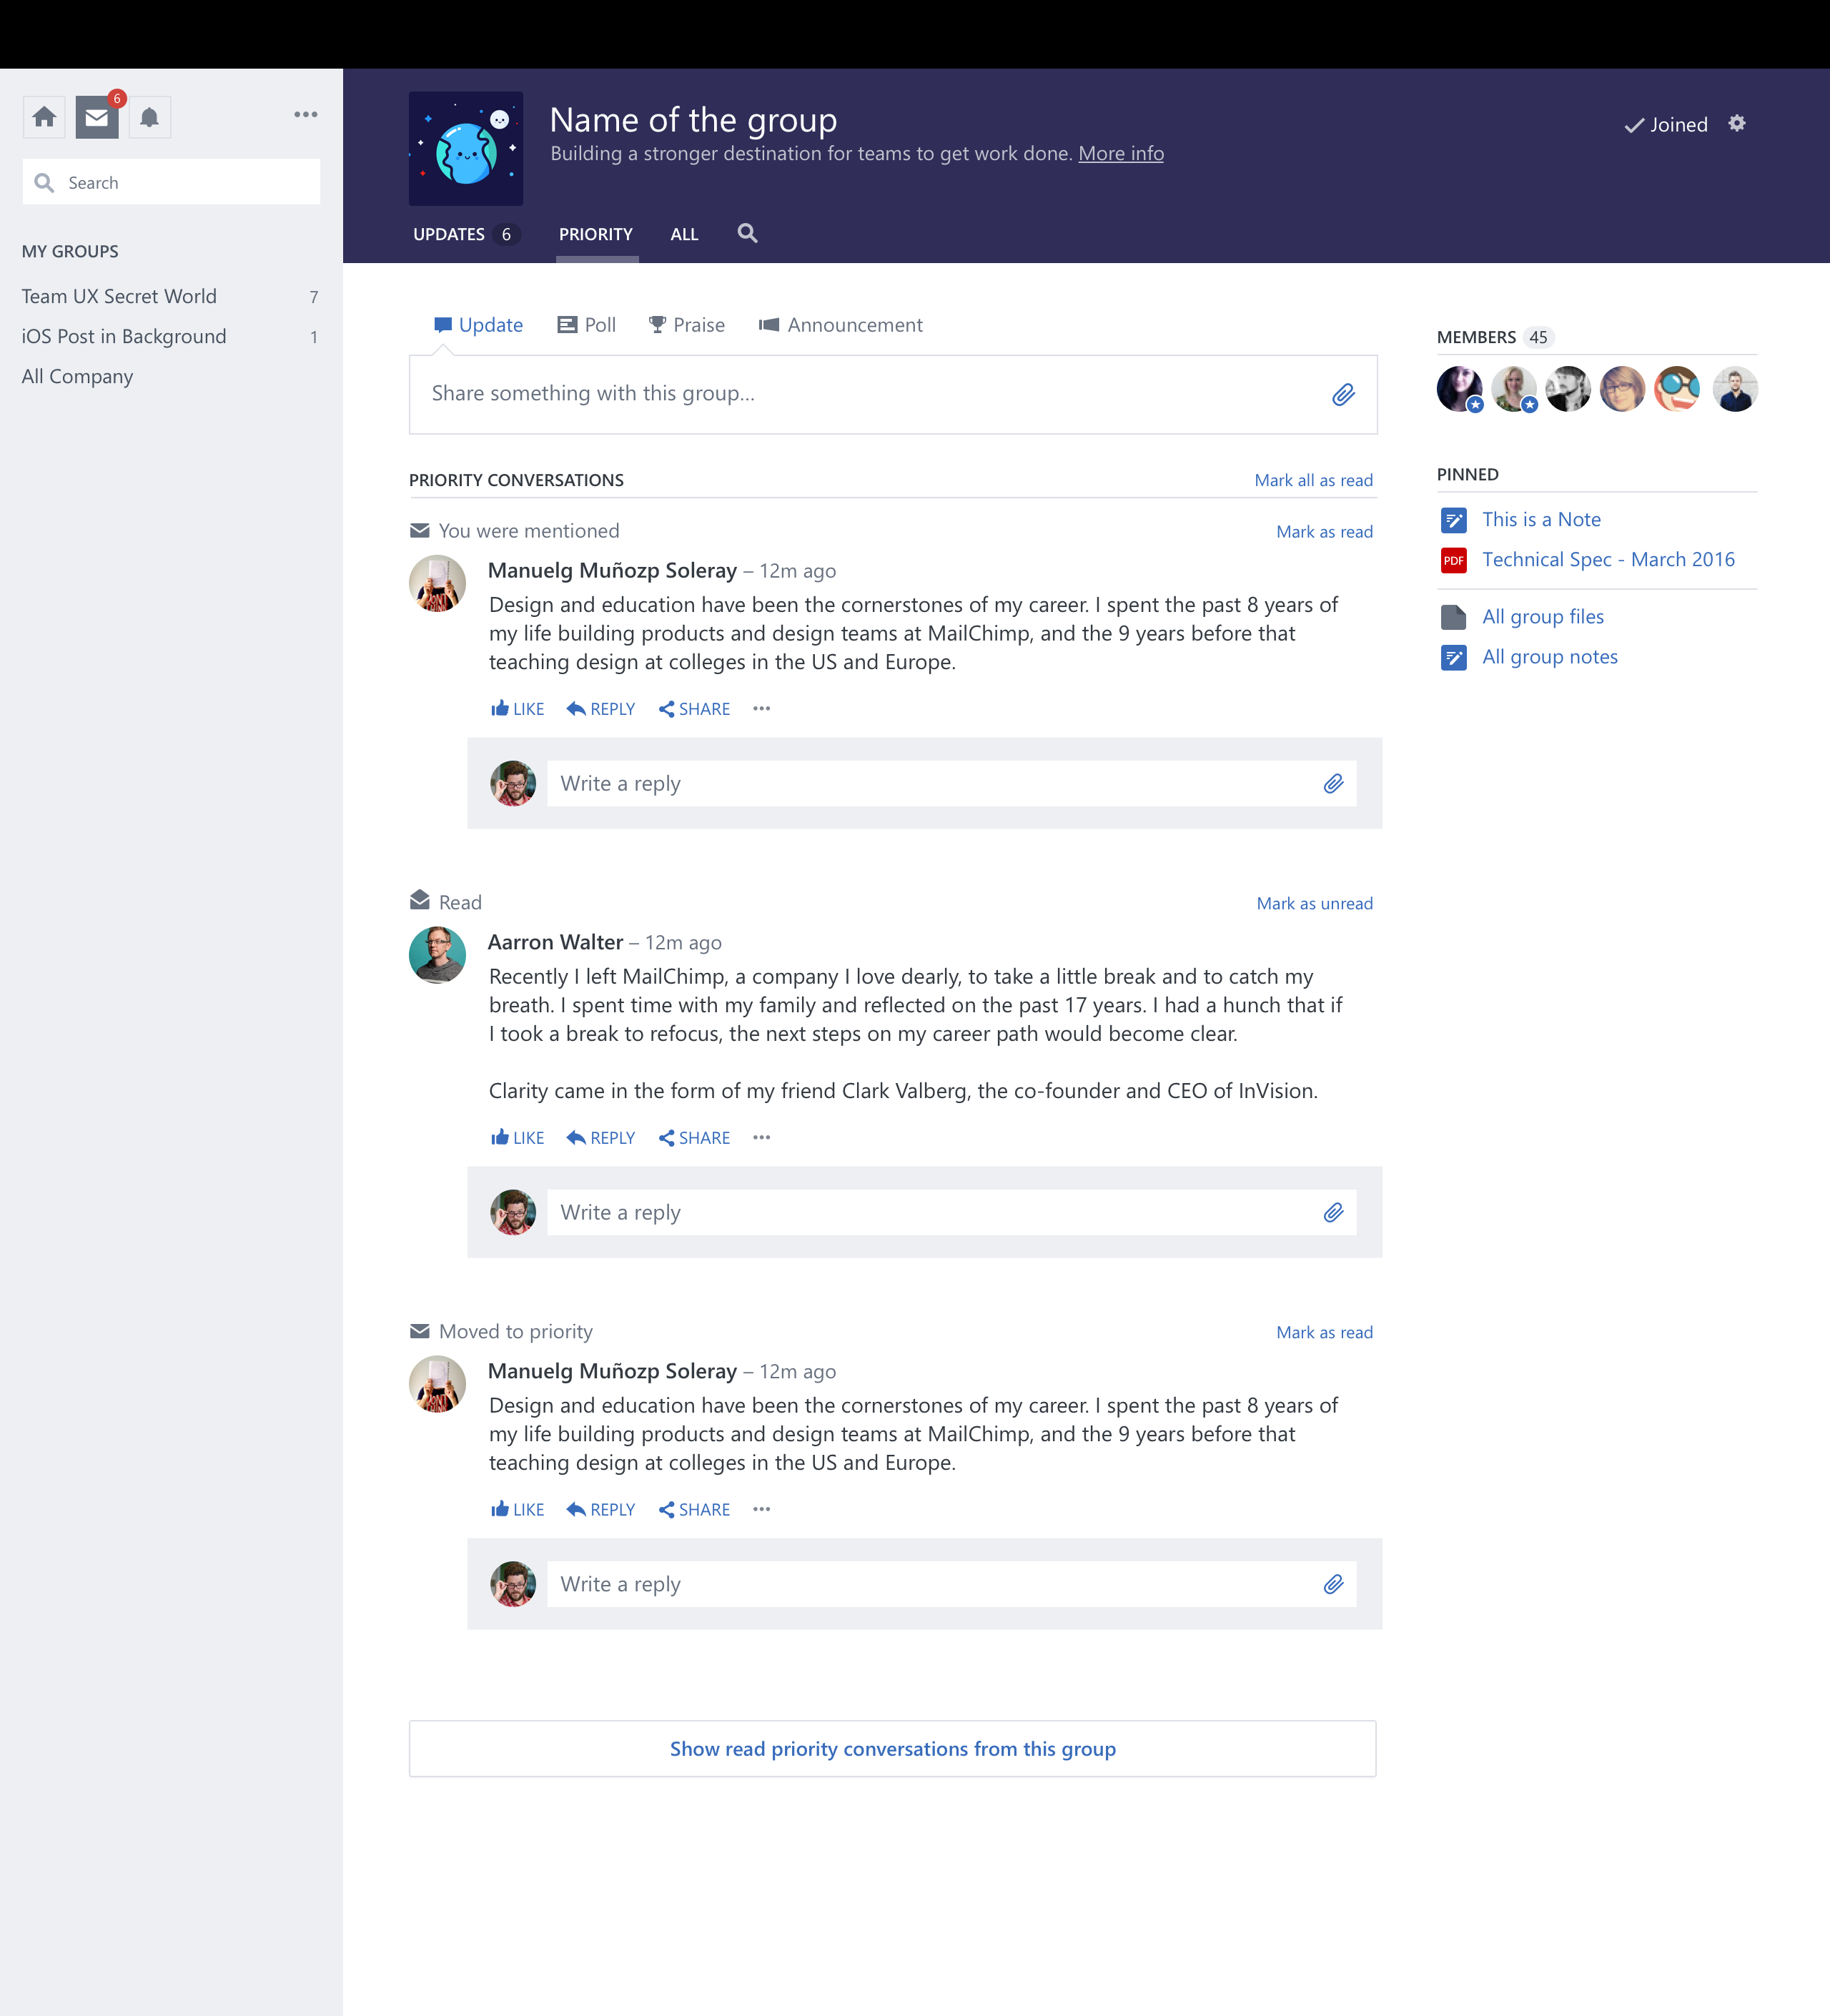 6
Search
MY GROUPS
Team UX Secret World 7
iOS Post in Background 1
All Company
Name of the group
Building a stronger destination for teams to get work done. More info
Joined
UPDATES 6 PRIORITY ALL
Update Poll Praise Announcement
Share something with this group...
PRIORITY CONVERSATIONS Mark all as read
You were mentioned Mark as read
Manuelg Muñozp Soleray – 12m ago
Design and education have been the cornerstones of my career. I spent the past 8 years of
my life building products and design teams at MailChimp, and the 9 years before that
teaching design at colleges in the US and Europe.
LIKE REPLY SHARE
Write a reply
Read Mark as unread
Aarron Walter – 12m ago
Recently I left MailChimp, a company I love dearly, to take a little break and to catch my
breath. I spent time with my family and reflected on the past 17 years. I had a hunch that if
I took a break to refocus, the next steps on my career path would become clear.
Clarity came in the form of my friend Clark Valberg, the co-founder and CEO of InVision.
LIKE REPLY SHARE
Write a reply
Moved to priority Mark as read
Manuelg Muñozp Soleray – 12m ago
Design and education have been the cornerstones of my career. I spent the past 8 years of
my life building products and design teams at MailChimp, and the 9 years before that
teaching design at colleges in the US and Europe.
LIKE REPLY SHARE
Write a reply
Show read priority conversations from this group
MEMBERS 45
PINNED
This is a Note
PDF Technical Spec - March 2016
All group files
All group notes